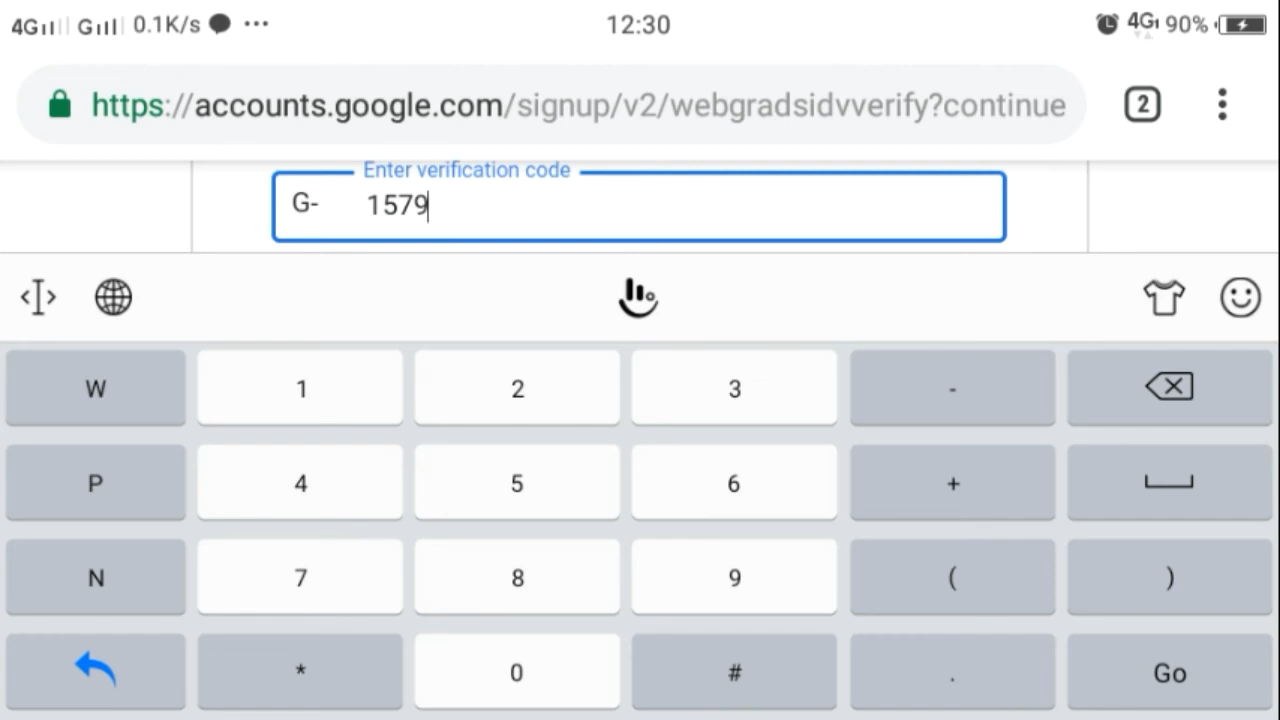 4G G 0.1K/s ... 12:30 4G 90%
https://accounts.google.com/signup/v2/webgradsidvverify?continue 2
Enter verification code
G- 1579
W 1 2 3 -
P 4 5 6 +
N 7 8 9 ( )
* 0 # . Go